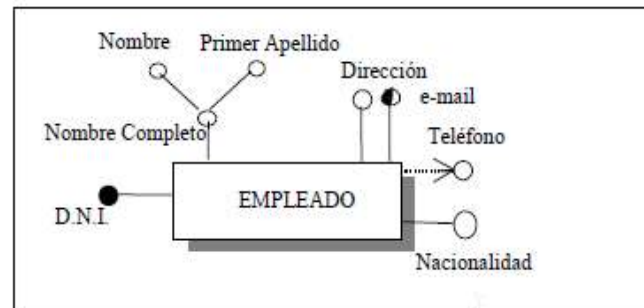 Nombre
Primer Apellido
Dirección
e-mail
Nombre Completo
Teléfono
EMPLEADO
D.N.I.
Nacionalidad